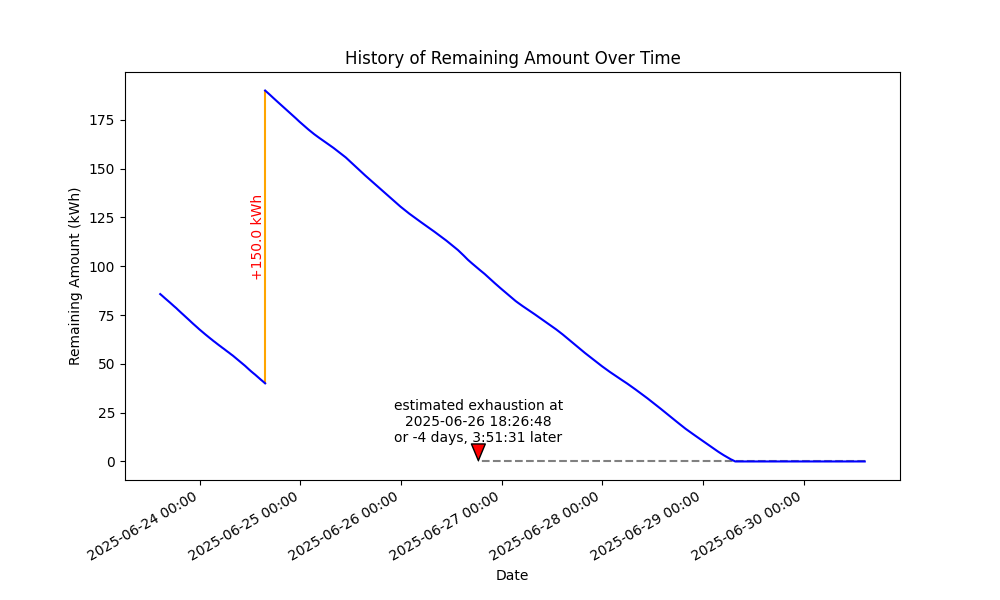 History of Remaining Amount Over Time
Remaining Amount (kWh)
175
150
125
100
75
50
25
0
+150.0 kWh
estimated exhaustion at
2025-06-26 18:26:48
or -4 days, 3:51:31 later
2025-06-24 00:00
2025-06-25 00:00
2025-06-26 00:00
2025-06-27 00:00
2025-06-28 00:00
2025-06-29 00:00
2025-06-30 00:00
Date